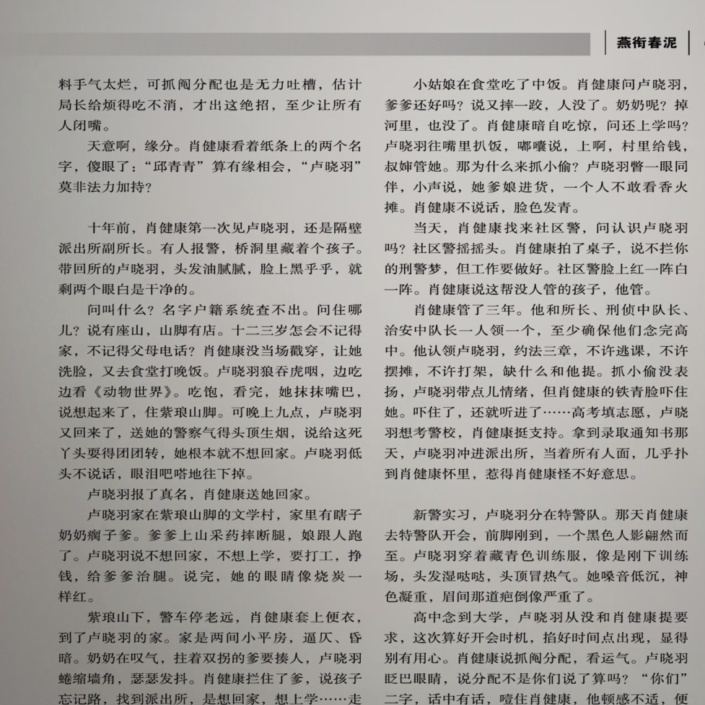 燕衔春泥
料手气太烂，可抓阄分配也是无力吐槽，估计
局长给烦得吃不消，才出这绝招，至少让所有
人闭嘴。
天意啊，缘分。肖健康看着纸条上的两个名
字，傻眼了：“邱青青”算有缘相会，“卢晓羽”
莫非法力加持？
十年前，肖健康第一次见卢晓羽，还是隔壁
派出所副所长。有人报警，桥洞里藏着个孩子。
带回所的卢晓羽，头发油腻腻，脸上黑乎乎，就
剩两个眼白是干净的。
问叫什么？名字户籍系统查不出。问住哪
儿？说有座山，山脚有店。十二三岁怎会不记得
家，不记得父母电话？肖健康没当场戳穿，让她
洗脸，又去食堂打晚饭。卢晓羽狼吞虎咽，边吃
边看《动物世界》。吃饱，看完，她抹抹嘴巴，
说想起来了，住紫琅山脚。可晚上九点，卢晓羽
又回来了，送她的警察气得头顶生烟，说给这死
丫头耍得团团转，她根本就不想回家。卢晓羽低
头不说话，眼泪吧嗒地往下掉。
卢晓羽报了真名，肖健康送她回家。
卢晓羽家在紫琅山脚的文学村，家里有瞎子
奶奶瘸子爹。爹爹上山采药摔断腿，娘跟人跑
了。卢晓羽说不想回家，不想上学，要打工，挣
钱，给爹爹治腿。说完，她的眼睛像烧炭一
样红。
紫琅山下，警车停老远，肖健康套上便衣，
到了卢晓羽的家。家是两间小平房，逼仄、昏
暗。奶奶在叹气，拄着双拐的爹要揍人，卢晓羽
蜷缩墙角，瑟瑟发抖。肖健康拦住了爹，说孩子
忘记路，找到派出所，是想回家，想上学……走
小姑娘在食堂吃了中饭。肖健康问卢晓羽，
爹爹还好吗？说又摔一跤，人没了。奶奶呢？掉
河里，也没了。肖健康暗自吃惊，问还上学吗？
卢晓羽往嘴里扒饭，嘟囔说，上啊，村里给钱，
叔婶管她。那为什么来抓小偷？卢晓羽瞥一眼同
伴，小声说，她爹娘进货，一个人不敢看香火
摊。肖健康不说话，脸色发青。
当天，肖健康找来社区警，问认识卢晓羽
吗？社区警摇摇头。肖健康拍了桌子，说不拦你
的刑警梦，但工作要做好。社区警脸上红一阵白
一阵。肖健康说这帮没人管的孩子，他管。
肖健康管了三年。他和所长、刑侦中队长、
治安中队长一人领一个，至少确保他们念完高
中。他认领卢晓羽，约法三章，不许逃课，不许
摆摊，不许打架，缺什么和他提。抓小偷没表
扬，卢晓羽带点儿情绪，但肖健康的铁青脸吓住
她。吓住了，还就听进了……高考填志愿，卢晓
羽想考警校，肖健康挺支持。拿到录取通知书那
天，卢晓羽冲进派出所，当着所有人面，几乎扑
到肖健康怀里，惹得肖健康怪不好意思。
新警实习，卢晓羽分在特警队。那天肖健康
去特警队开会，前脚刚到，一个黑色人影翩然而
至。卢晓羽穿着藏青色训练服，像是刚下训练
场，头发湿哒哒，头顶冒热气。她嗓音低沉，神
色凝重，眉间那道疤倒像严重了。
高中念到大学，卢晓羽从没和肖健康提要
求，这次算好开会时机，掐好时间点出现，显得
别有用心。肖健康说抓阄分配，看运气。卢晓羽
眨巴眼睛，说分配不是你们说了算吗？“你们”
二字，话中有话，噎住肖健康，他顿感不适，便